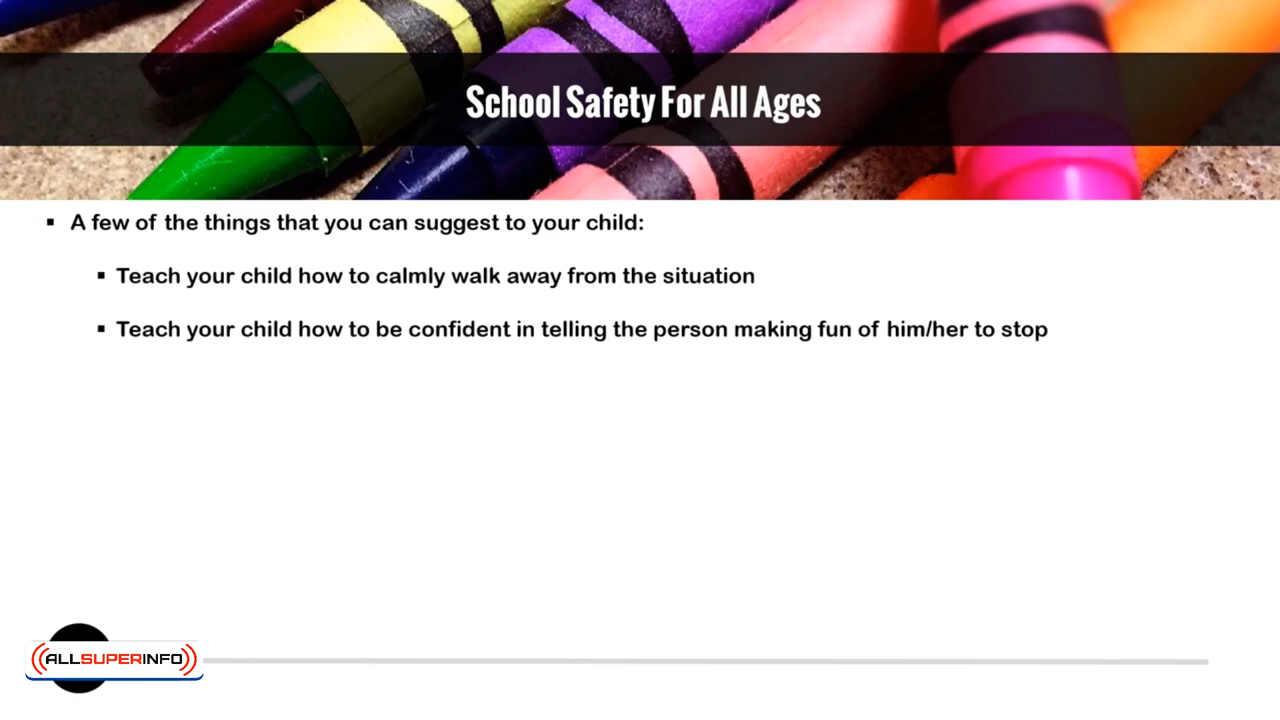 School Safety For All Ages
▪ A few of the things that you can suggest to your child:
▪ Teach your child how to calmly walk away from the situation
▪ Teach your child how to be confident in telling the person making fun of him/her to stop
ALLSUPERINFO